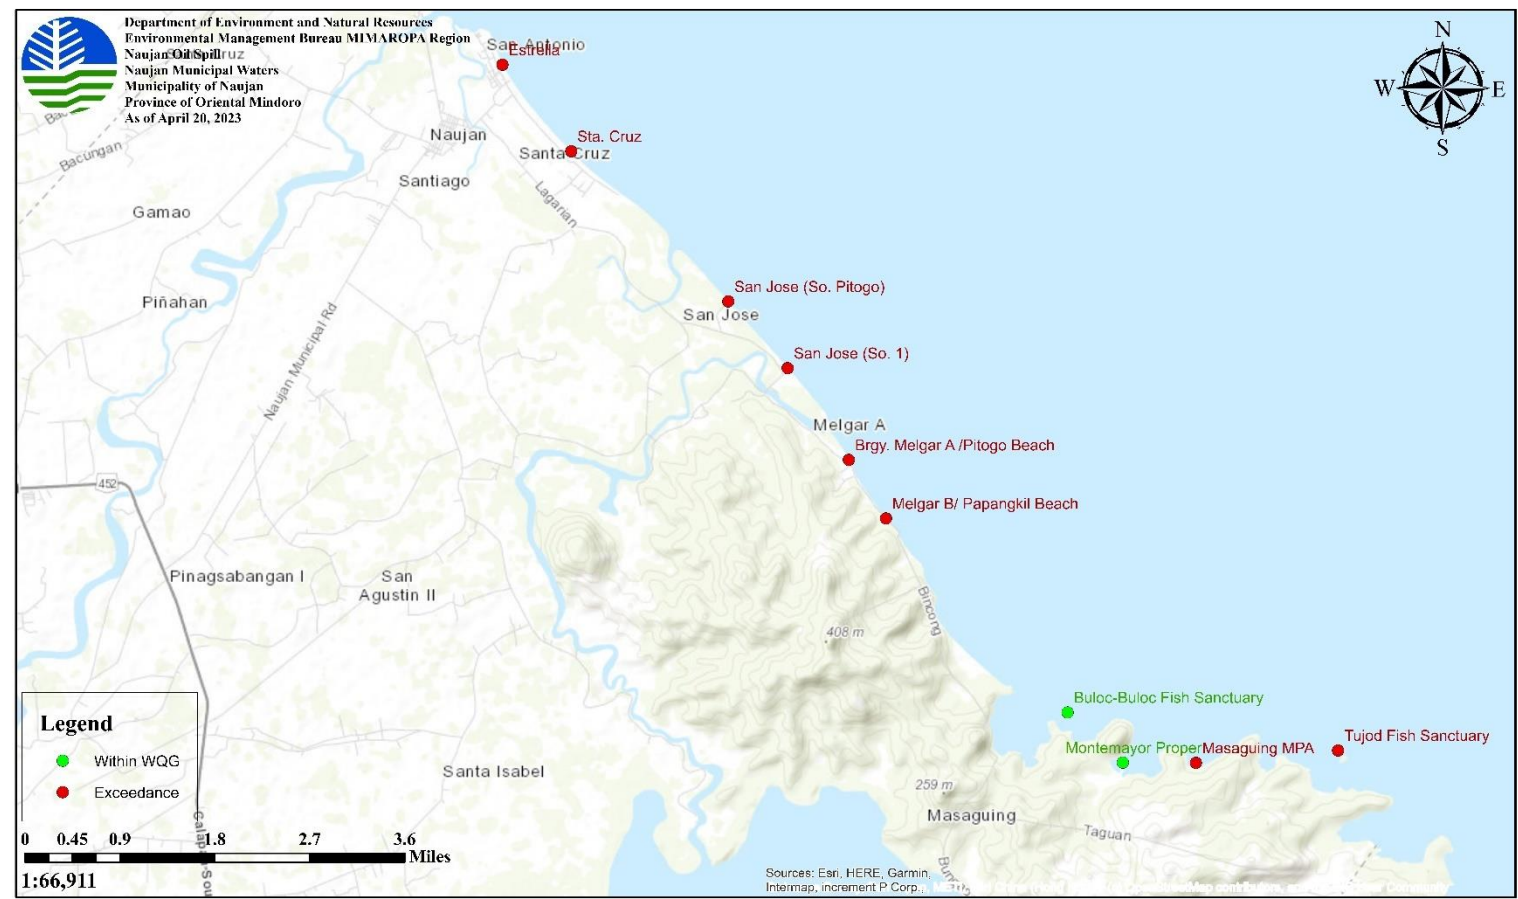 Department of Environment and Natural Resources
Environmental Management Bureau MIMAROPA Region
Naujan Oil Spill
Naujan Municipal Waters
Municipality of Naujan
Province of Oriental Mindoro
As of April 20, 2023
N
W
E
S
San Antonio
Estrella
Sta. Cruz
Naujan
Santa Cruz
Bacungan
Santiago
Lagarian
Gamao
San Jose (So. Pitogo)
Piñahan
San Jose
Naujan Municipal Rd
San Jose (So. 1)
Melgar A
Brgy. Melgar A /Pitogo Beach
452
Melgar B/ Papangkil Beach
Pinagsabangan I
San
Agustin II
Bincong
408 m
Buloc-Buloc Fish Sanctuary
Tujod Fish Sanctuary
Montemayor Proper
Masaguing MPA
Santa Isabel
259 m
Masaguing
Taguan
Legend
Within WQG
Exceedance
0 0.45 0.9 1.8 2.7 3.6
Miles
1:66,911
Sources: Esri, HERE, Garmin,
Intermap, increment P Corp.,